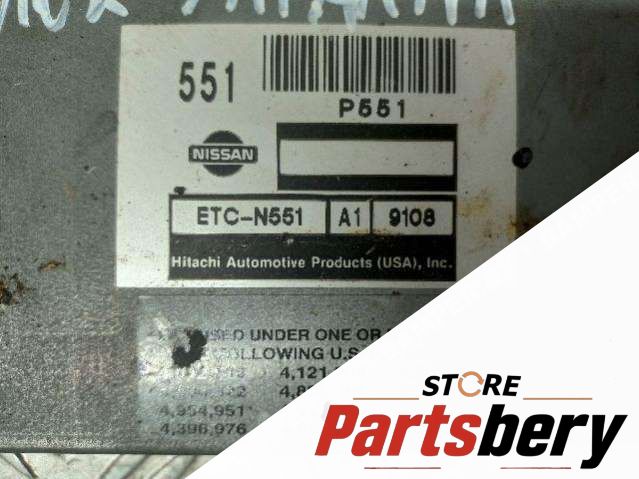 551
P551
NISSAN
ETC-N551 A1 9108
Hitachi Automotive Products (USA), Inc.
UNDER ONE OR
FOLLOWING U.S
4,121
4,954,951
4,396,976
STORE
Partsbery